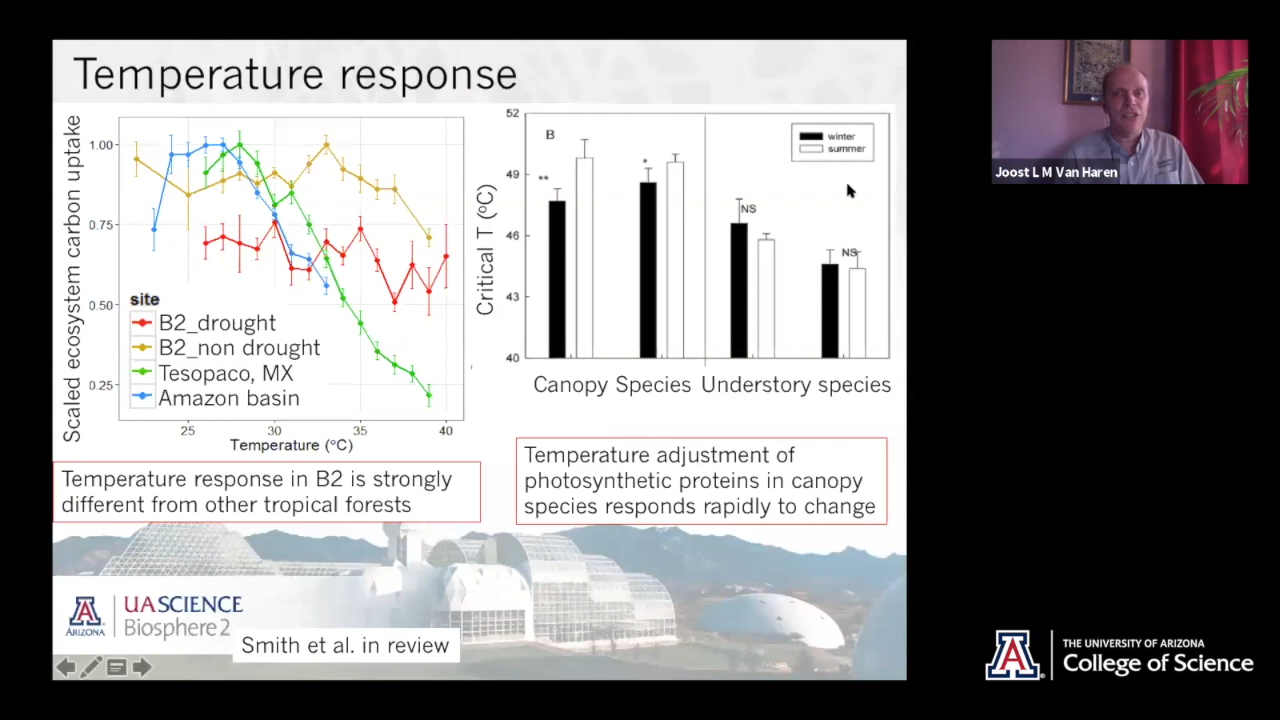 Temperature response
Scaled ecosystem carbon uptake
1.00
0.75
0.50
0.25
site
B2_drought
B2_non drought
Tesopaco, MX
Amazon basin
25 30 35 40
Temperature (°C)
Critical T (°C)
52
49
46
43
40
B
winter
summer
**
*
NS
NS
Canopy Species Understory species
Temperature response in B2 is strongly
different from other tropical forests
Temperature adjustment of
photosynthetic proteins in canopy
species responds rapidly to change
A
ARIZONA
UASCIENCE
Biosphere 2
Smith et al. in review
Joost L M Van Haren
A
THE UNIVERSITY OF ARIZONA
College of Science